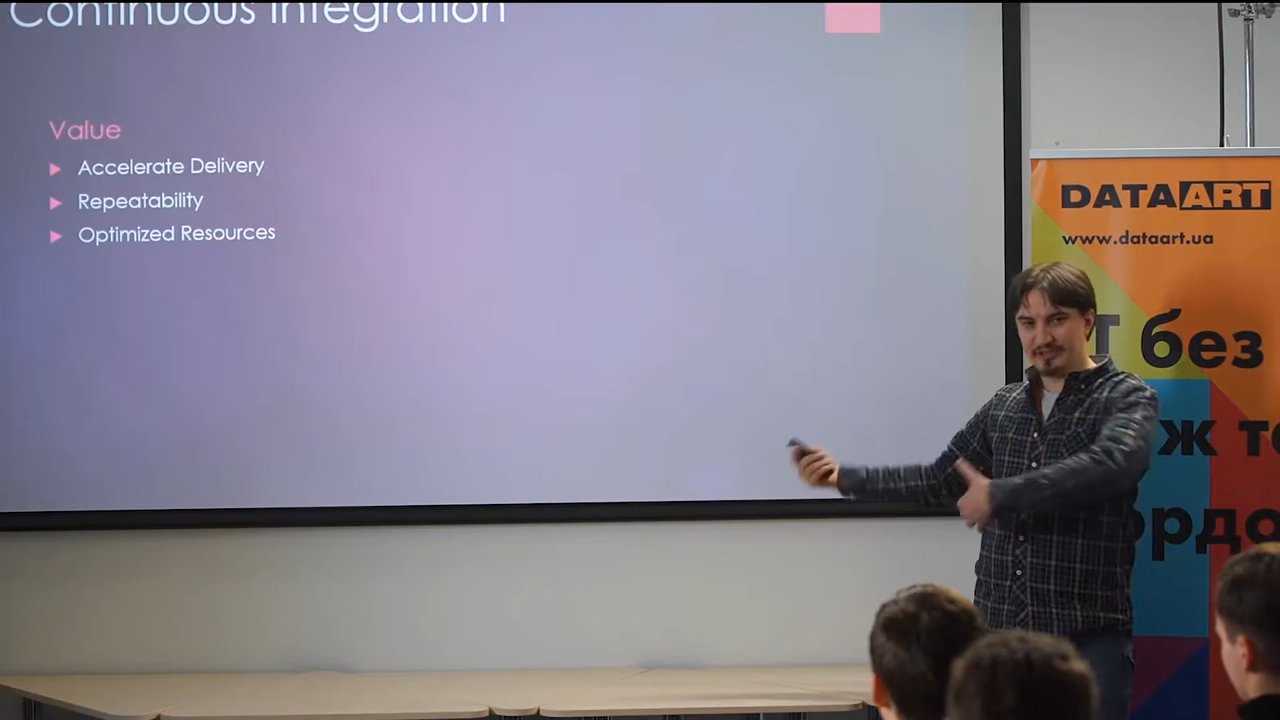 Continuous Integration
Value
Accelerate Delivery
Repeatability
Optimized Resources
DATAART
www.dataart.ua
без